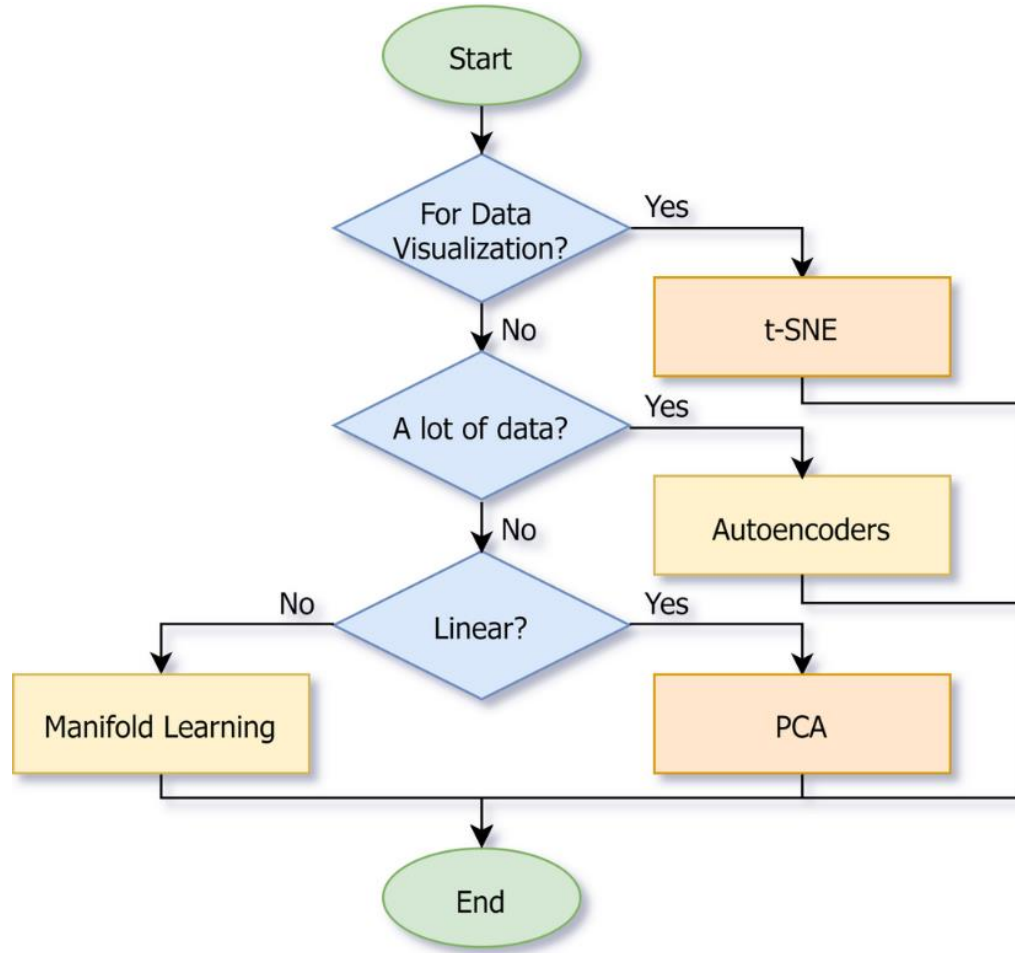 Start
For Data
Visualization?
Yes
t-SNE
No
A lot of data?
Yes
Autoencoders
No
Linear?
No
Yes
Manifold Learning
PCA
End